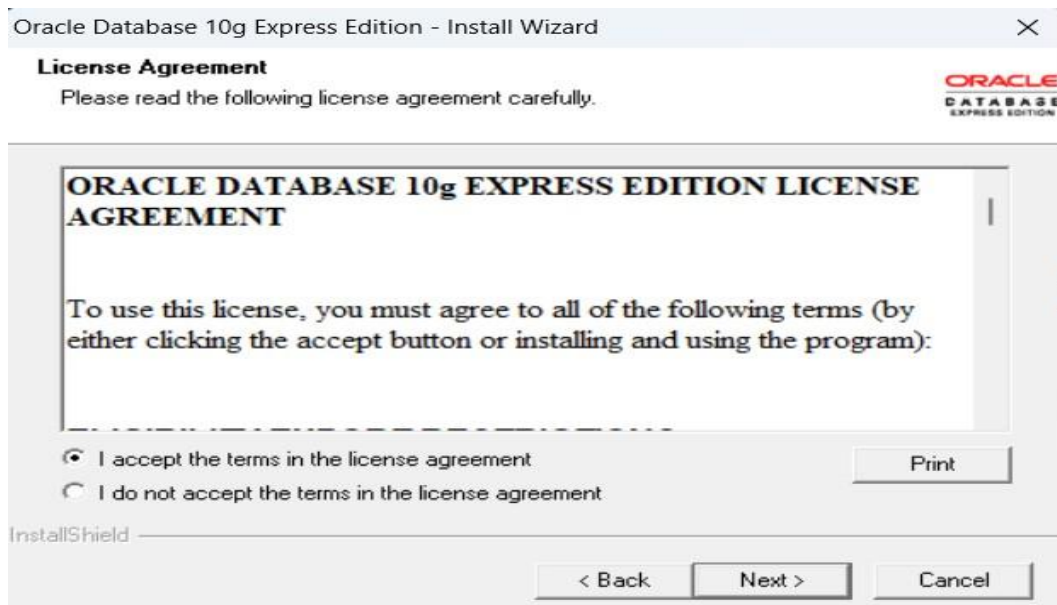 Oracle Database 10g Express Edition - Install Wizard
License Agreement
Please read the following license agreement carefully.
ORACLE
DATABASE
EXPRESS EDITION
ORACLE DATABASE 10g EXPRESS EDITION LICENSE
AGREEMENT
To use this license, you must agree to all of the following terms (by
either clicking the accept button or installing and using the program):
I accept the terms in the license agreement
Print
I do not accept the terms in the license agreement
InstallShield
< Back Next > Cancel